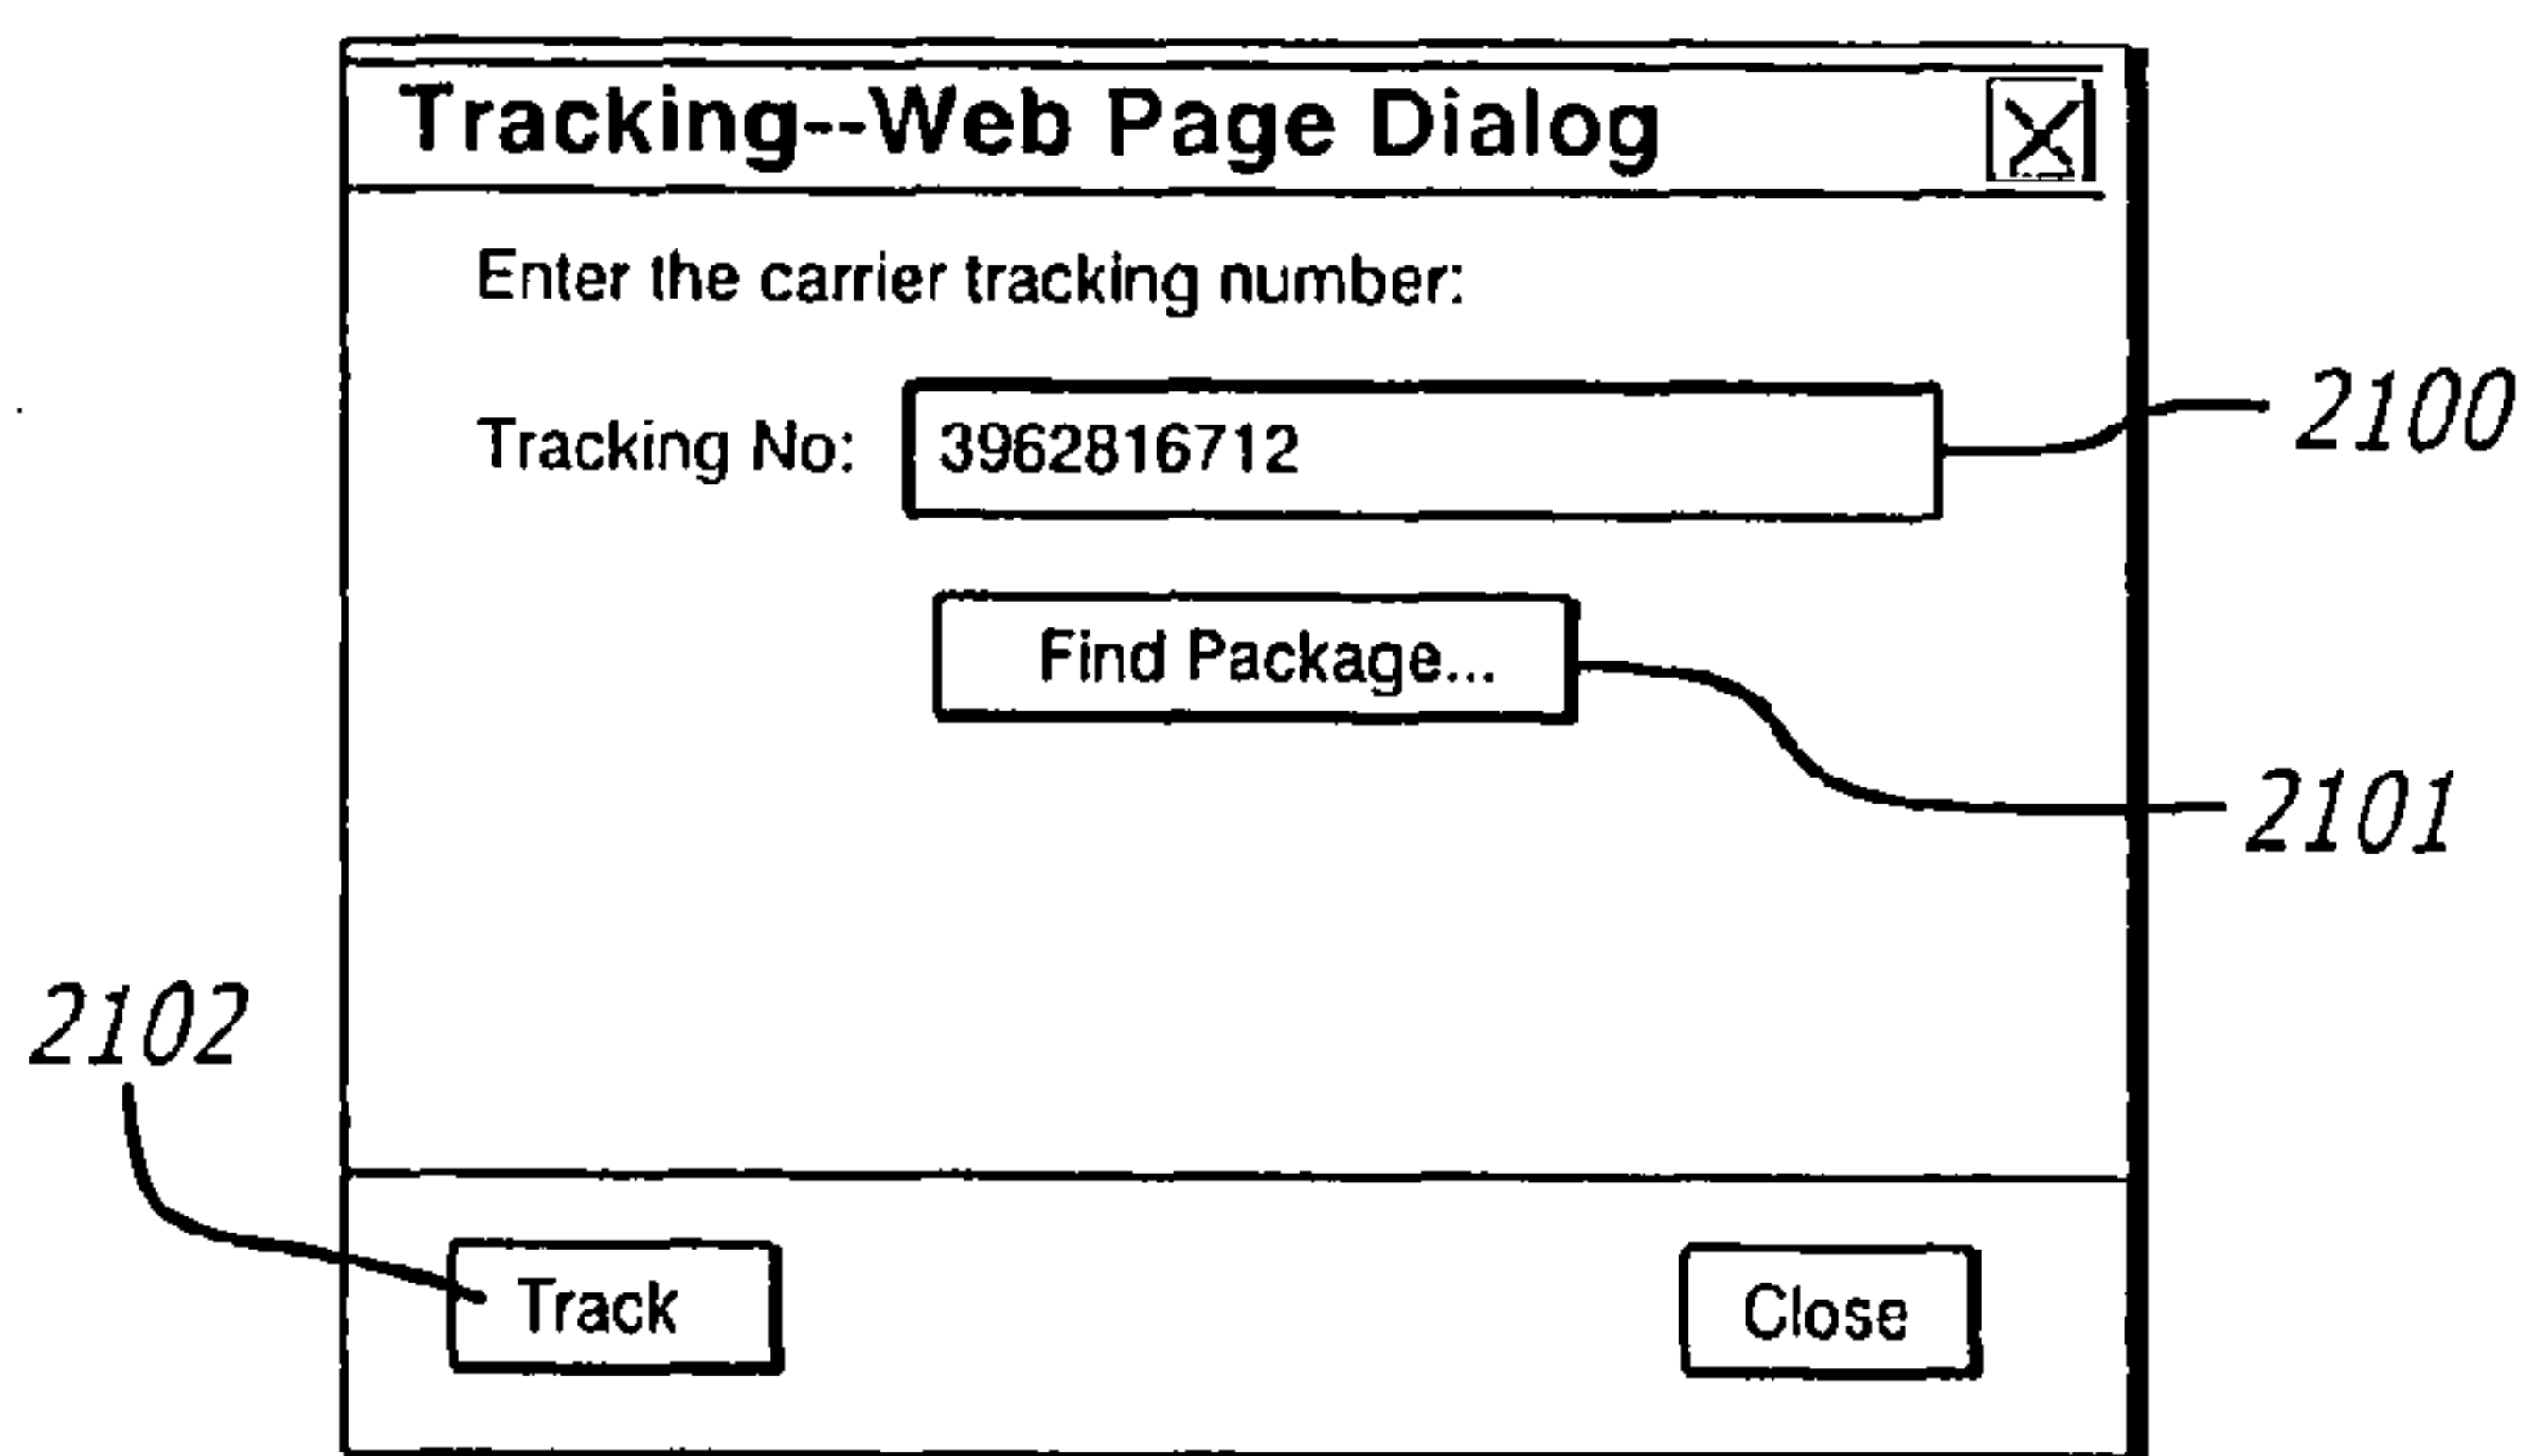 Tracking--Web Page Dialog
Enter the carrier tracking number:
Tracking No: 3962816712
2100
Find Package...
2101
2102
Track Close